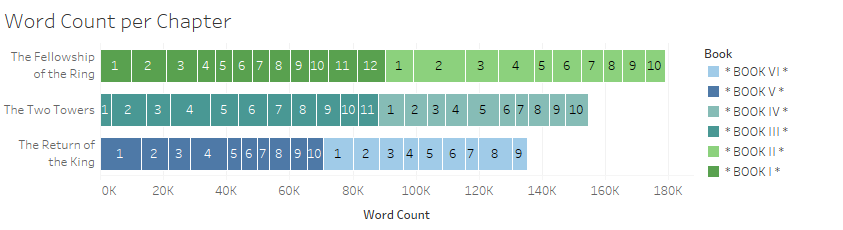 Word Count per Chapter
The Fellowship
of the Ring
1 2 3 4 5 6 7 8 9 10 11 12 1 2 3 4 5 6 7 8 9 10
The Two Towers
1 2 3 4 5 6 7 8 9 10 11 1 2 3 4 5 6 7 8 9 10
The Return of
the King
1 2 3 4 5 6 7 8 9 10 1 2 3 4 5 6 7 8 9
0K 20K 40K 60K 80K 100K 120K 140K 160K 180K
Word Count
Book
* BOOK VI *
* BOOK V *
* BOOK IV *
* BOOK III *
* BOOK II *
* BOOK I *